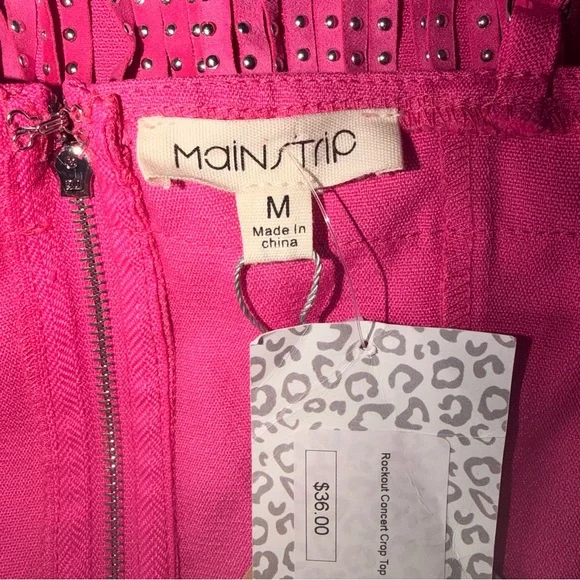 MAINSTRIP
M
Made In
china
Rockout Concert Crop Top
$36.00